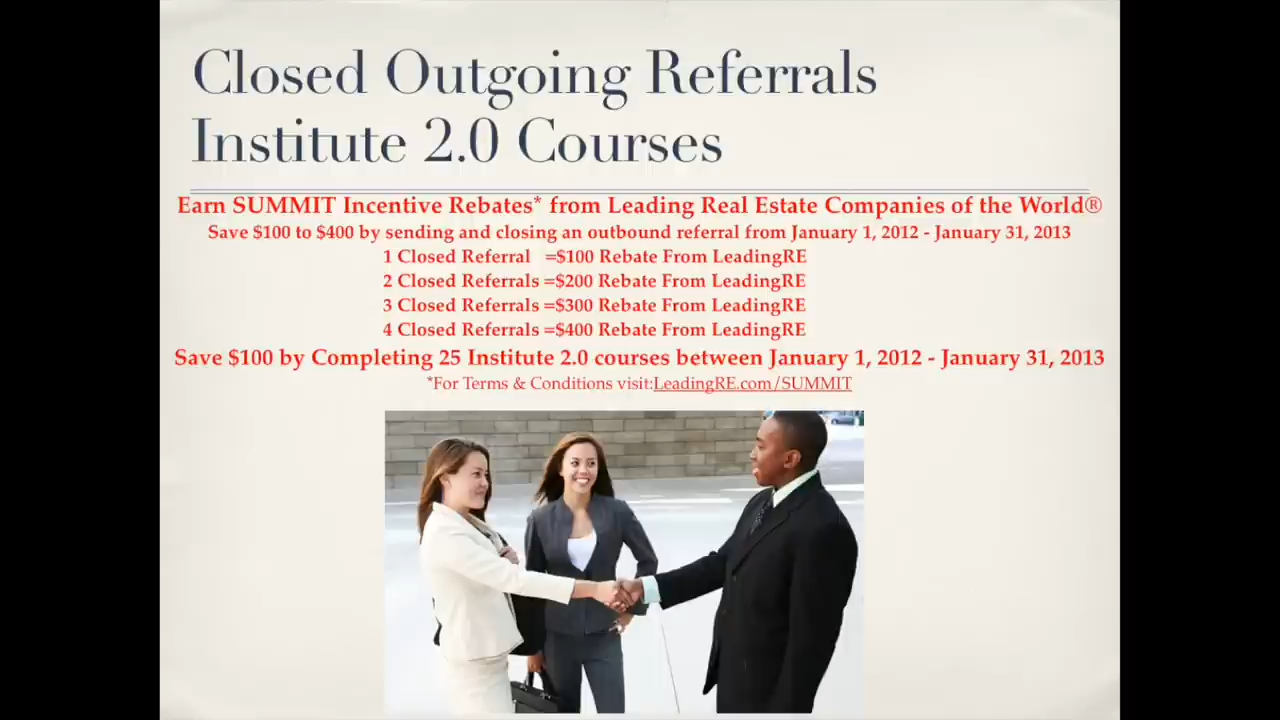 Closed Outgoing Referrals
Institute 2.0 Courses
Earn SUMMIT Incentive Rebates* from Leading Real Estate Companies of the World®
Save $100 to $400 by sending and closing an outbound referral from January 1, 2012 - January 31, 2013
1 Closed Referral =$100 Rebate From LeadingRE
2 Closed Referrals =$200 Rebate From LeadingRE
3 Closed Referrals =$300 Rebate From LeadingRE
4 Closed Referrals =$400 Rebate From LeadingRE
Save $100 by Completing 25 Institute 2.0 courses between January 1, 2012 - January 31, 2013
*For Terms & Conditions visit:LeadingRE.com/SUMMIT